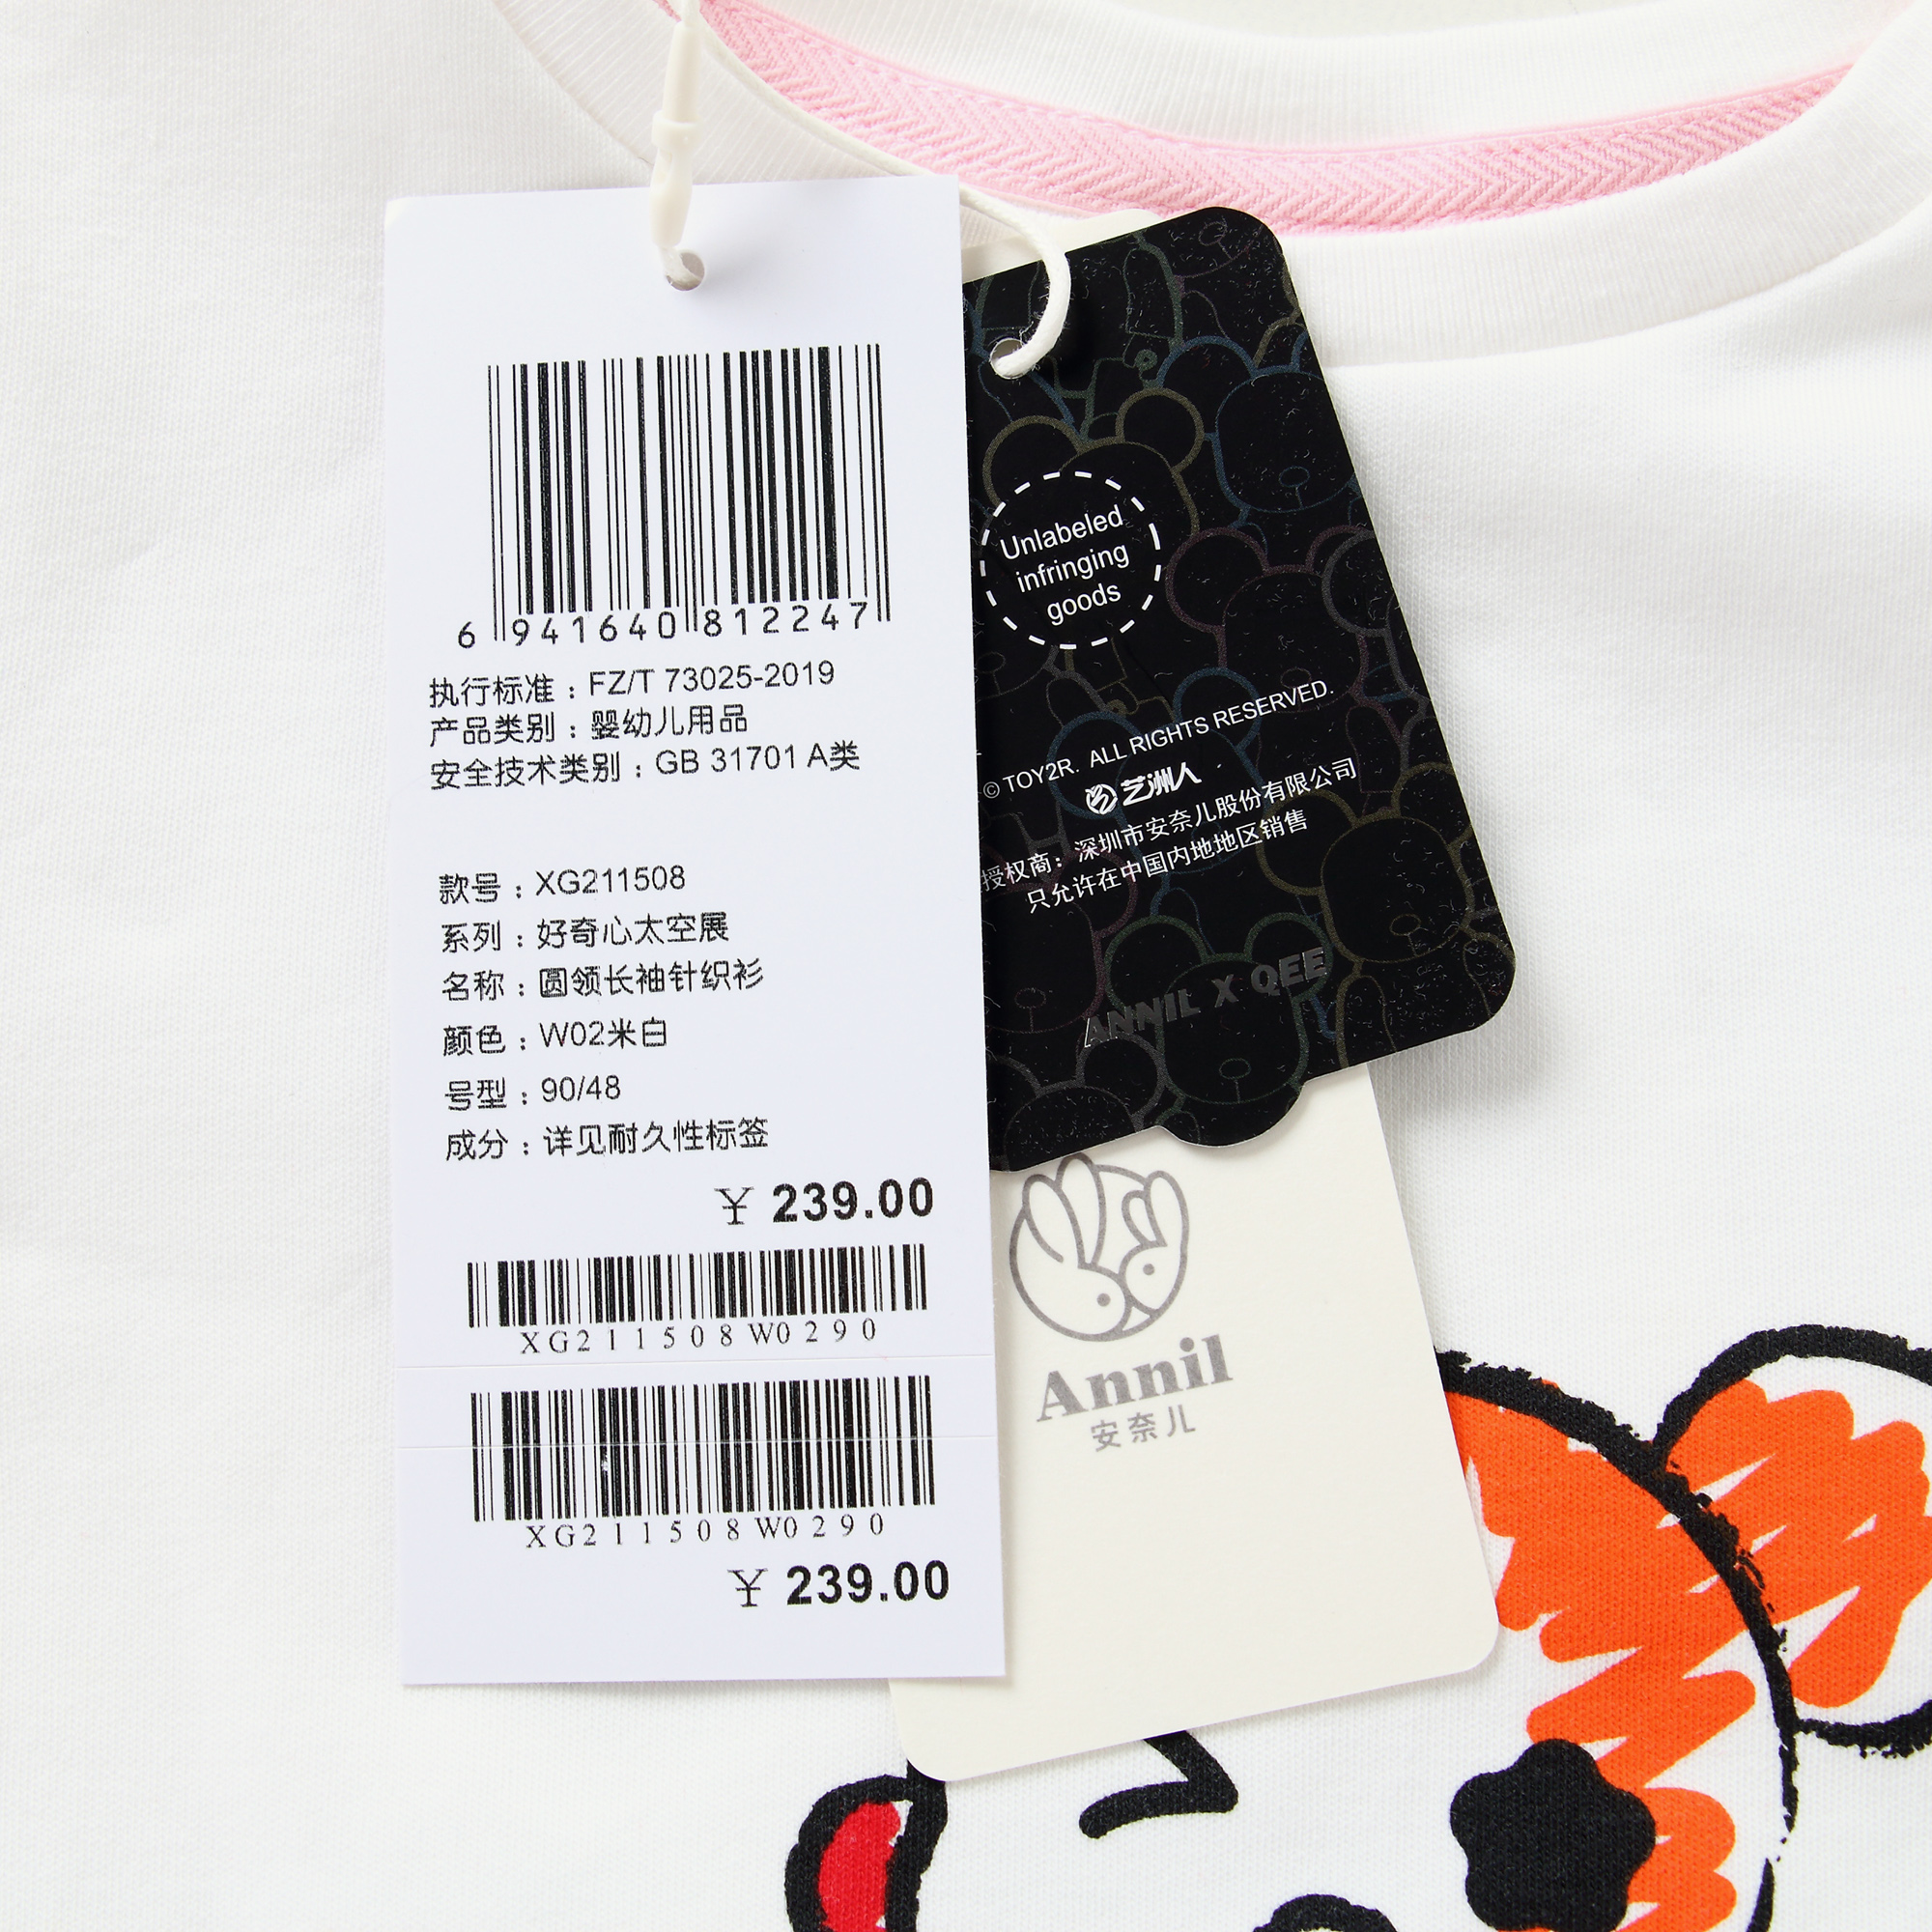 6 941640 812247
执行标准：FZ/T 73025-2019
产品类别：婴幼儿用品
安全技术类别：GB 31701 A类
款号：XG211508
系列：好奇心太空展
名称：圆领长袖针织衫
颜色：W02米白
号型：90/48
成分：详见耐久性标签
¥ 239.00
XG211508W0290
XG211508W0290
¥ 239.00
Unlabeled
infringing
goods
© TOY2R. ALL RIGHTS RESERVED.
艺洲人
授权商：深圳市安奈儿股份有限公司
只允许在中国内地地区销售
ANNIL X QEE
Annil
安奈儿